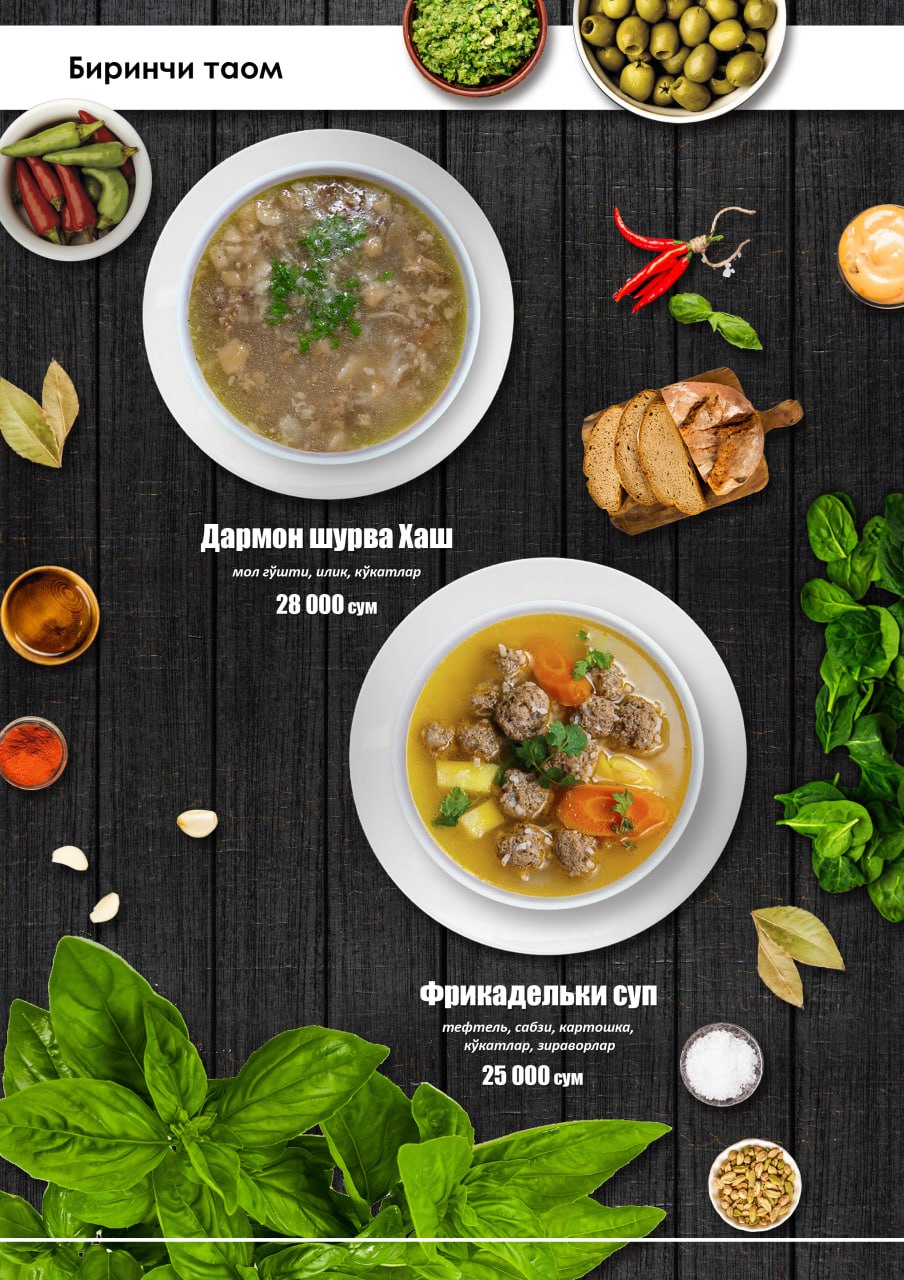 Биринчи таом
Дармон шурва Хаш
мол гўшти, илик, кўкатлар
28 000 сум
Фрикадельки суп
тефтель, сабзи, картошка,
кўкатлар, зираворлар
25 000 сум